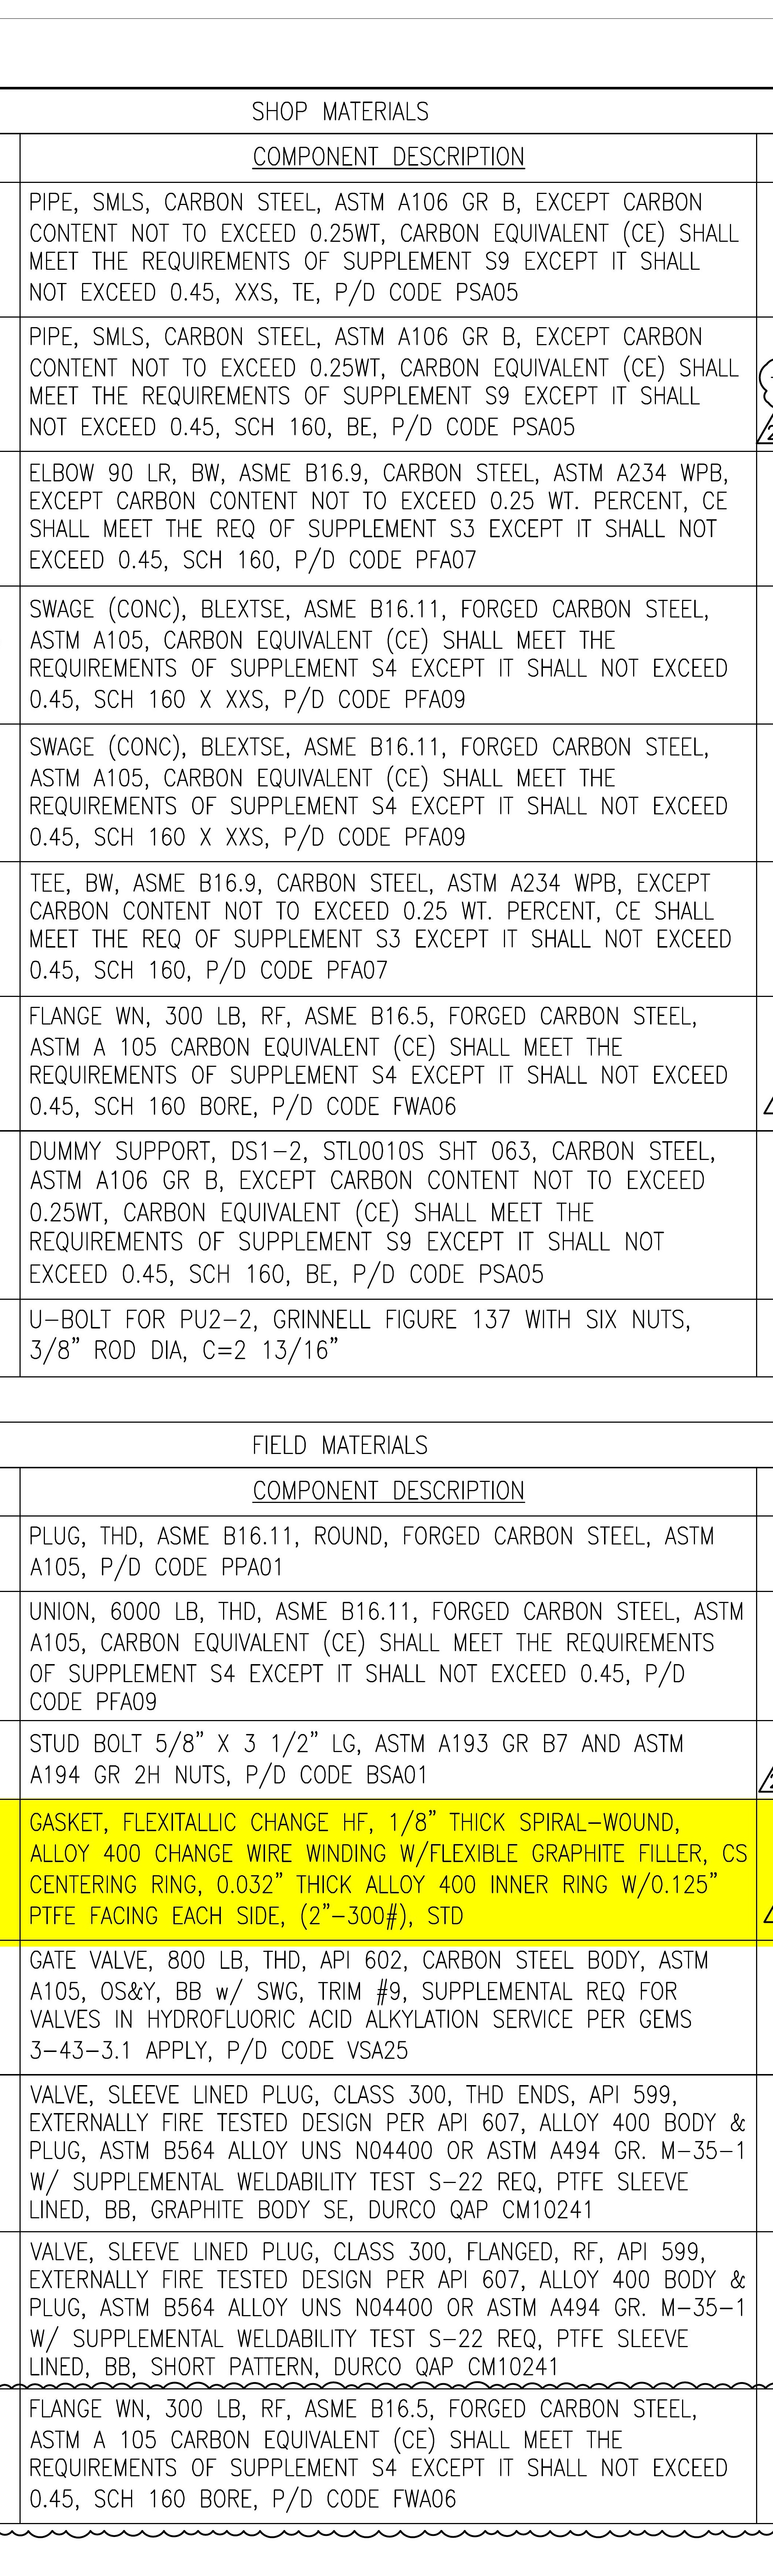 SHOP MATERIALS
COMPONENT DESCRIPTION
PIPE, SMLS, CARBON STEEL, ASTM A106 GR B, EXCEPT CARBON
CONTENT NOT TO EXCEED 0.25WT, CARBON EQUIVALENT (CE) SHALL
MEET THE REQUIREMENTS OF SUPPLEMENT S9 EXCEPT IT SHALL
NOT EXCEED 0.45, XXS, TE, P/D CODE PSA05
PIPE, SMLS, CARBON STEEL, ASTM A106 GR B, EXCEPT CARBON
CONTENT NOT TO EXCEED 0.25WT, CARBON EQUIVALENT (CE) SHALL
MEET THE REQUIREMENTS OF SUPPLEMENT S9 EXCEPT IT SHALL
NOT EXCEED 0.45, SCH 160, BE, P/D CODE PSA05
ELBOW 90 LR, BW, ASME B16.9, CARBON STEEL, ASTM A234 WPB,
EXCEPT CARBON CONTENT NOT TO EXCEED 0.25 WT. PERCENT, CE
SHALL MEET THE REQ OF SUPPLEMENT S3 EXCEPT IT SHALL NOT
EXCEED 0.45, SCH 160, P/D CODE PFA07
SWAGE (CONC), BLEXTSE, ASME B16.11, FORGED CARBON STEEL,
ASTM A105, CARBON EQUIVALENT (CE) SHALL MEET THE
REQUIREMENTS OF SUPPLEMENT S4 EXCEPT IT SHALL NOT EXCEED
0.45, SCH 160 X XXS, P/D CODE PFA09
SWAGE (CONC), BLEXTSE, ASME B16.11, FORGED CARBON STEEL,
ASTM A105, CARBON EQUIVALENT (CE) SHALL MEET THE
REQUIREMENTS OF SUPPLEMENT S4 EXCEPT IT SHALL NOT EXCEED
0.45, SCH 160 X XXS, P/D CODE PFA09
TEE, BW, ASME B16.9, CARBON STEEL, ASTM A234 WPB, EXCEPT
CARBON CONTENT NOT TO EXCEED 0.25 WT. PERCENT, CE SHALL
MEET THE REQ OF SUPPLEMENT S3 EXCEPT IT SHALL NOT EXCEED
0.45, SCH 160, P/D CODE PFA07
FLANGE WN, 300 LB, RF, ASME B16.5, FORGED CARBON STEEL,
ASTM A 105 CARBON EQUIVALENT (CE) SHALL MEET THE
REQUIREMENTS OF SUPPLEMENT S4 EXCEPT IT SHALL NOT EXCEED
0.45, SCH 160 BORE, P/D CODE FWA06
DUMMY SUPPORT, DS1-2, STL0010S SHT 063, CARBON STEEL,
ASTM A106 GR B, EXCEPT CARBON CONTENT NOT TO EXCEED
0.25WT, CARBON EQUIVALENT (CE) SHALL MEET THE
REQUIREMENTS OF SUPPLEMENT S9 EXCEPT IT SHALL NOT
EXCEED 0.45, SCH 160, BE, P/D CODE PSA05
U-BOLT FOR PU2-2, GRINNELL FIGURE 137 WITH SIX NUTS,
3/8" ROD DIA, C=2 13/16"
FIELD MATERIALS
COMPONENT DESCRIPTION
PLUG, THD, ASME B16.11, ROUND, FORGED CARBON STEEL, ASTM
A105, P/D CODE PPA01
UNION, 6000 LB, THD, ASME B16.11, FORGED CARBON STEEL, ASTM
A105, CARBON EQUIVALENT (CE) SHALL MEET THE REQUIREMENTS
OF SUPPLEMENT S4 EXCEPT IT SHALL NOT EXCEED 0.45, P/D
CODE PFA09
STUD BOLT 5/8" X 3 1/2" LG, ASTM A193 GR B7 AND ASTM
A194 GR 2H NUTS, P/D CODE BSA01
GASKET, FLEXITALLIC CHANGE HF, 1/8" THICK SPIRAL-WOUND,
ALLOY 400 CHANGE WIRE WINDING W/FLEXIBLE GRAPHITE FILLER, CS
CENTERING RING, 0.032" THICK ALLOY 400 INNER RING W/0.125"
PTFE FACING EACH SIDE, (2"-300#), STD
GATE VALVE, 800 LB, THD, API 602, CARBON STEEL BODY, ASTM
A105, OS&Y, BB w/ SWG, TRIM #9, SUPPLEMENTAL REQ FOR
VALVES IN HYDROFLUORIC ACID ALKYLATION SERVICE PER GEMS
3-43-3.1 APPLY, P/D CODE VSA25
VALVE, SLEEVE LINED PLUG, CLASS 300, THD ENDS, API 599,
EXTERNALLY FIRE TESTED DESIGN PER API 607, ALLOY 400 BODY &
PLUG, ASTM B564 ALLOY UNS N04400 OR ASTM A494 GR. M-35-1
W/ SUPPLEMENTAL WELDABILITY TEST S-22 REQ, PTFE SLEEVE
LINED, BB, GRAPHITE BODY SE, DURCO QAP CM10241
VALVE, SLEEVE LINED PLUG, CLASS 300, FLANGED, RF, API 599,
EXTERNALLY FIRE TESTED DESIGN PER API 607, ALLOY 400 BODY &
PLUG, ASTM B564 ALLOY UNS N04400 OR ASTM A494 GR. M-35-1
W/ SUPPLEMENTAL WELDABILITY TEST S-22 REQ, PTFE SLEEVE
LINED, BB, SHORT PATTERN, DURCO QAP CM10241
FLANGE WN, 300 LB, RF, ASME B16.5, FORGED CARBON STEEL,
ASTM A 105 CARBON EQUIVALENT (CE) SHALL MEET THE
REQUIREMENTS OF SUPPLEMENT S4 EXCEPT IT SHALL NOT EXCEED
0.45, SCH 160 BORE, P/D CODE FWA06